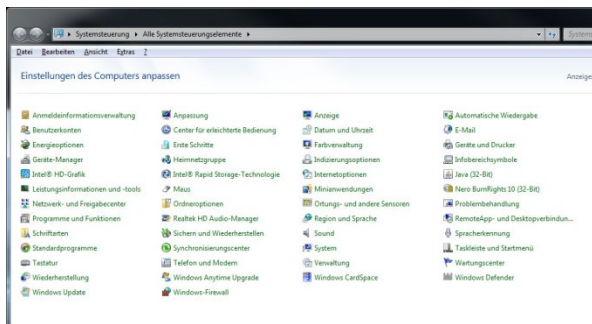 Systemsteuerung Alle Systemsteuerungselemente
Datei Bearbeiten Ansicht Extras ?
Einstellungen des Computers anpassen
Anzeige
Anmeldeinformationsverwaltung Anpassung Anzeige Automatische Wiedergabe
Benutzerkonten Center für erleichterte Bedienung Datum und Uhrzeit E-Mail
Energieoptionen Erste Schritte Farbverwaltung Geräte und Drucker
Geräte-Manager Heimnetzgruppe Indizierungsoptionen Infobereichsymbole
Intel® HD-Grafik Intel® Rapid Storage-Technologie Internetoptionen Java (32-Bit)
Leistungsinformationen und -tools Maus Minianwendungen Nero BurnRights 10 (32-Bit)
Netzwerk- und Freigabecenter Ordneroptionen Ortungs- und andere Sensoren Problembehandlung
Programme und Funktionen Realtek HD Audio-Manager Region und Sprache RemoteApp- und Desktopverbindun...
Schriftarten Sichern und Wiederherstellen Sound Spracherkennung
Standardprogramme Synchronisierungscenter System Taskleiste und Startmenü
Tastatur Telefon und Modem Verwaltung Wartungscenter
Wiederherstellung Windows Anytime Upgrade Windows CardSpace Windows Defender
Windows Update Windows-Firewall